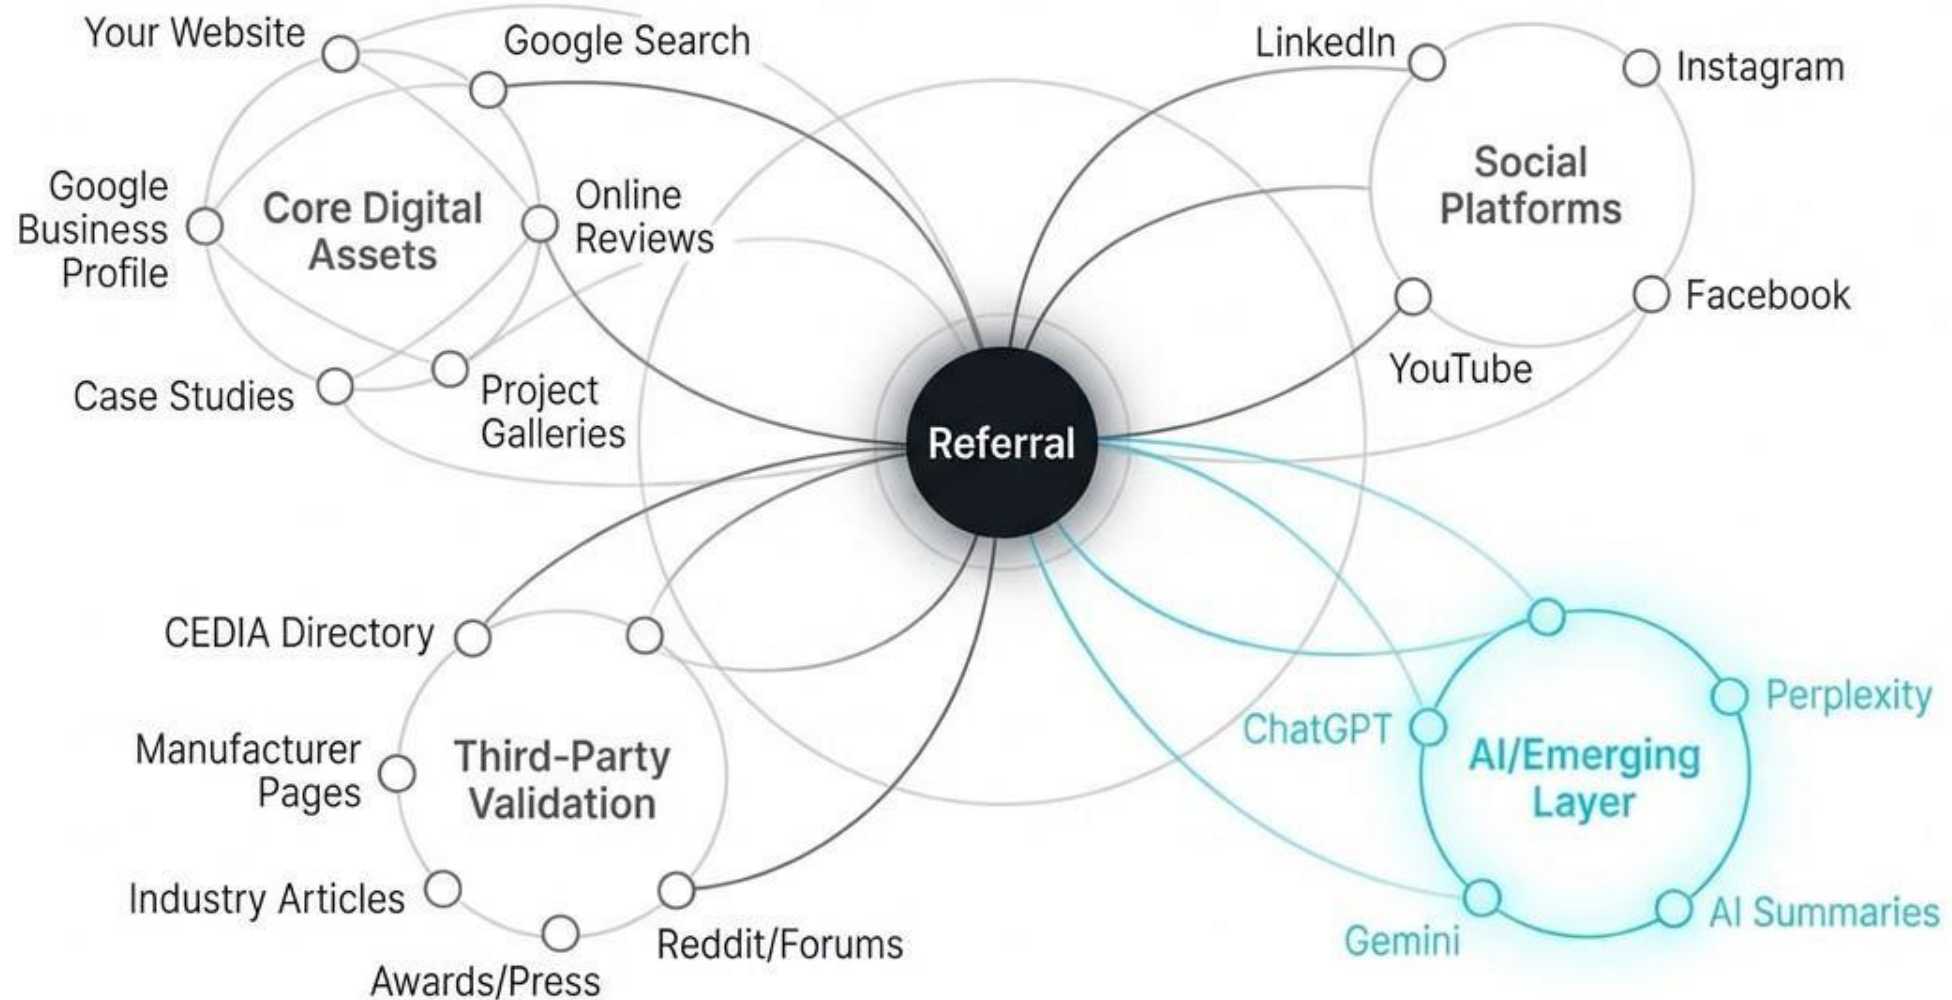 Your Website
Google Search
Google
Business
Profile
Core Digital
Assets
Online
Reviews
Case Studies
Project
Galleries
LinkedIn
Instagram
Social
Platforms
Facebook
YouTube
Referral
CEDIA Directory
Manufacturer
Pages
Third-Party
Validation
Industry Articles
Awards/Press
Reddit/Forums
ChatGPT
Perplexity
AI/Emerging
Layer
Gemini
AI Summaries